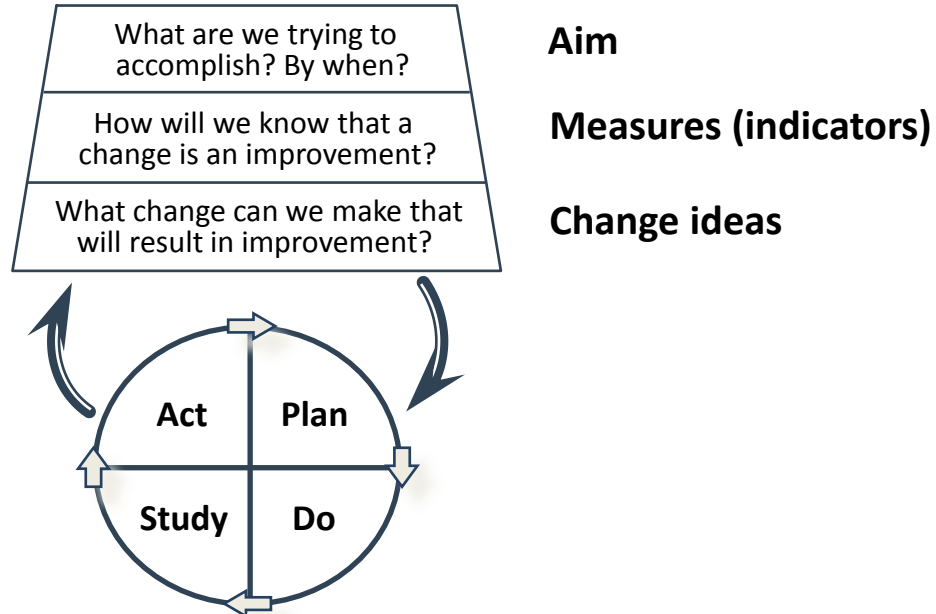 What are we trying to
accomplish? By when?
Aim
How will we know that a
change is an improvement?
Measures (indicators)
What change can we make that
will result in improvement?
Change ideas
Act
Plan
Study
Do